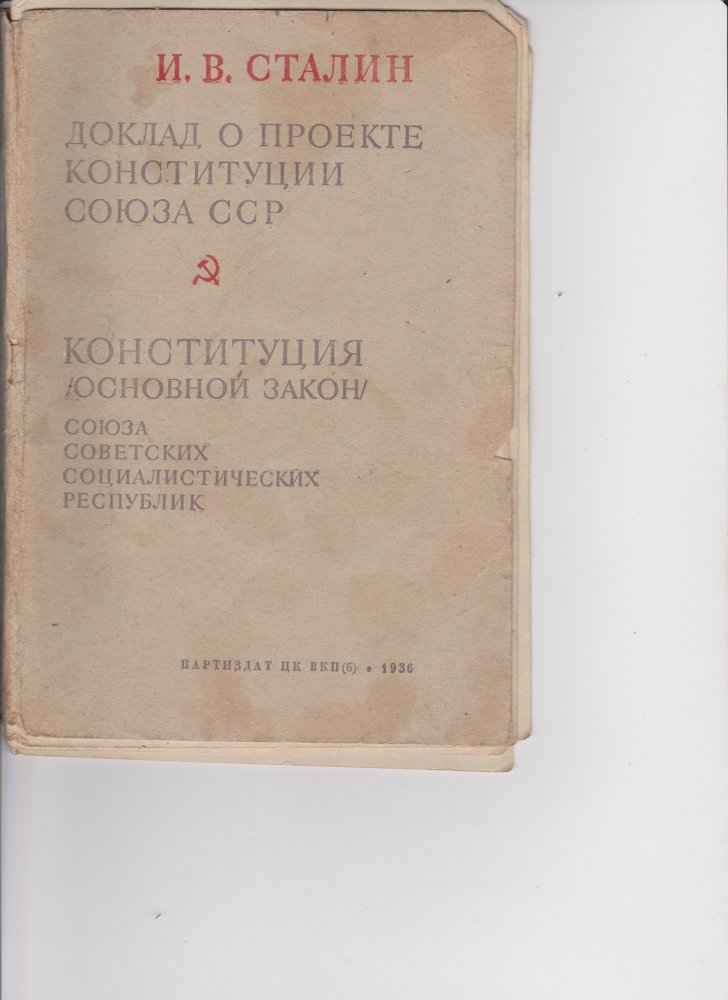 И. В. СТАЛИН
ДОКЛАД О ПРОЕКТЕ
КОНСТИТУЦИИ
СОЮЗА ССР
КОНСТИТУЦИЯ
/ОСНОВНОЙ ЗАКОН/
СОЮЗА
СОВЕТСКИХ
СОЦИАЛИСТИЧЕСКИХ
РЕСПУБЛИК
ПАРТИЗДАТ ЦК ВКП(б) • 1936